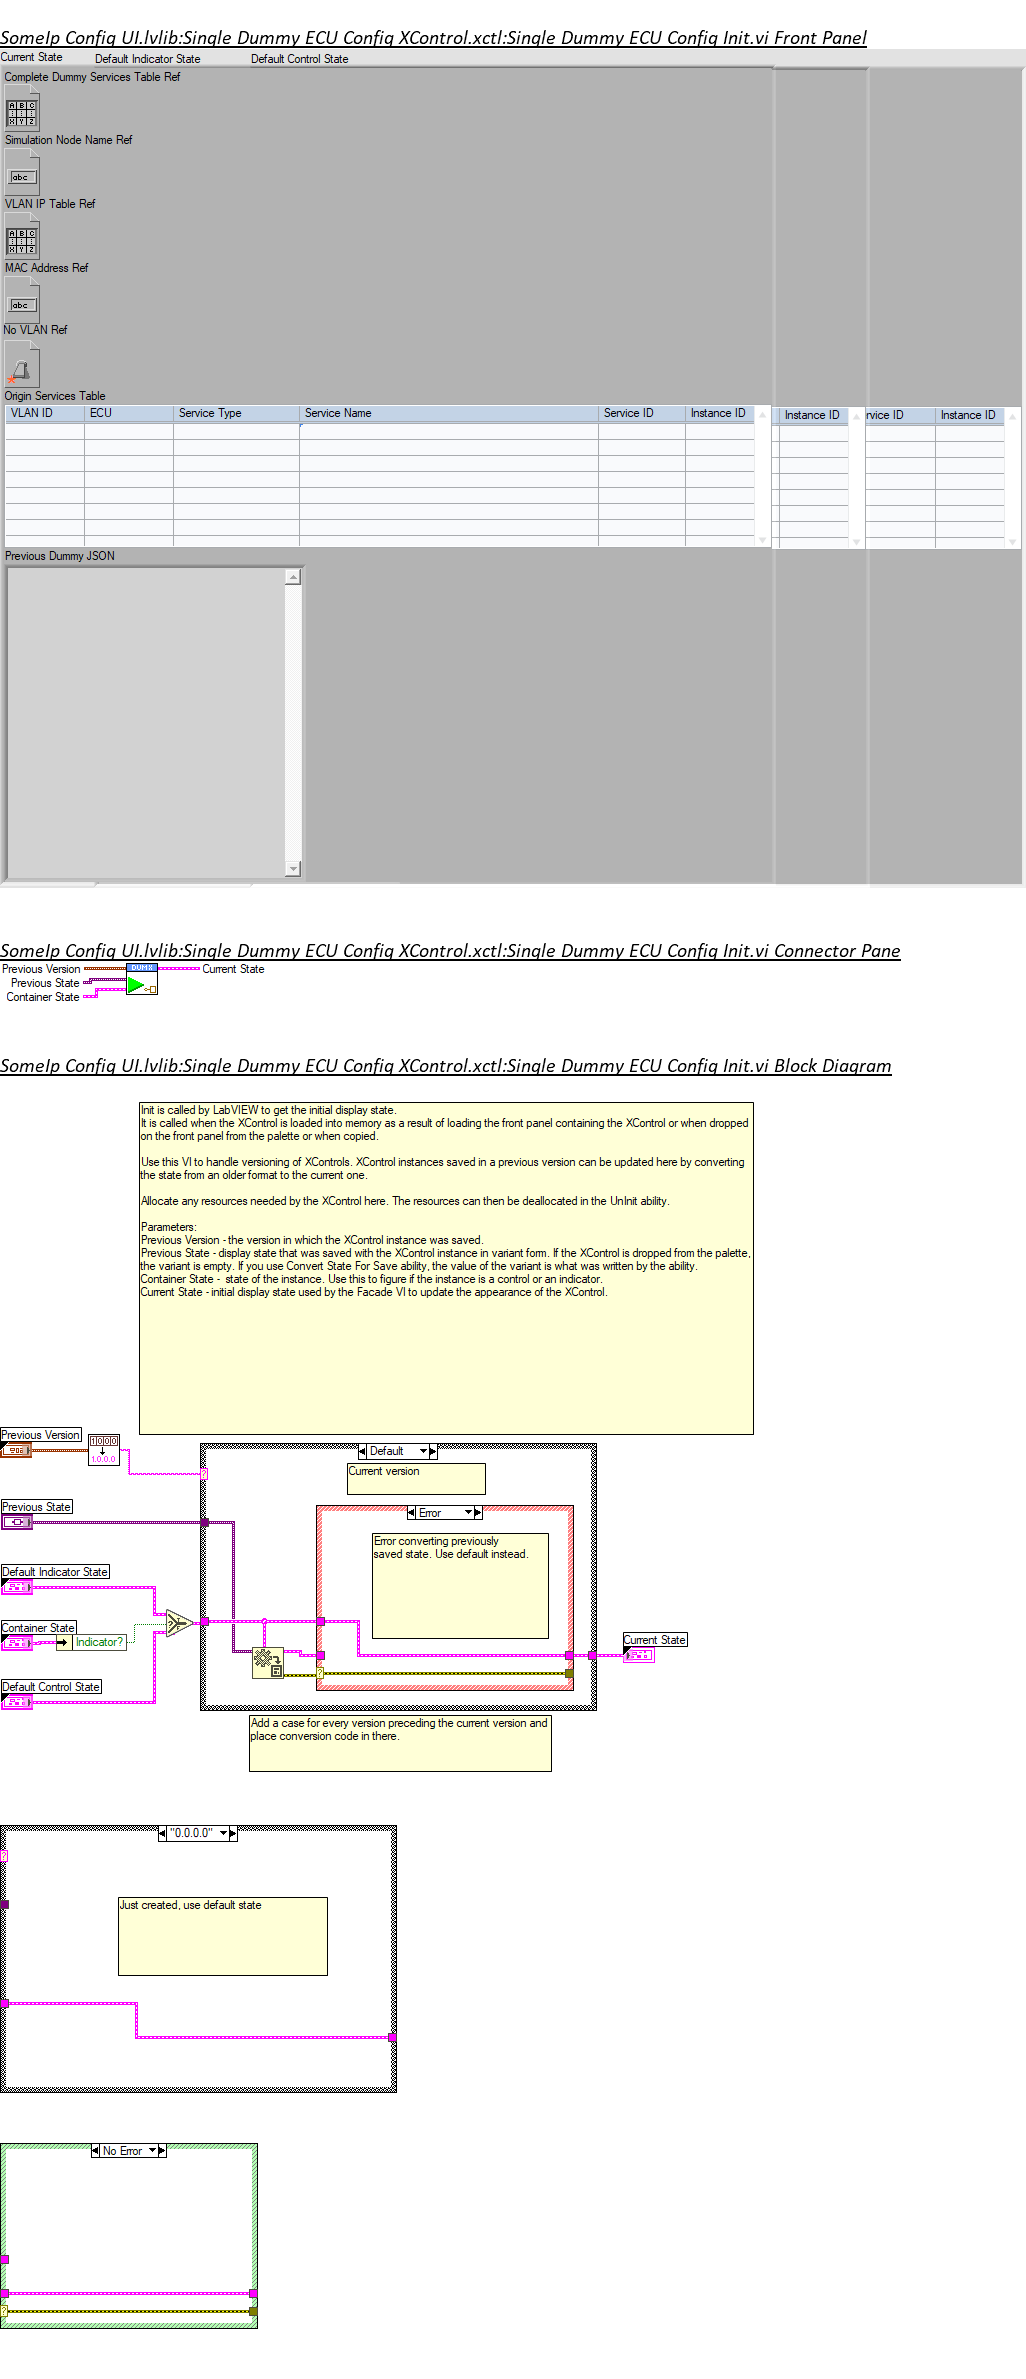 SomeIp Config UI.lvlib:Single Dummy ECU Config XControl.xctl:Single Dummy ECU Config Init.vi Front Panel
Current State
Default Indicator State
Default Control State
Complete Dummy Services Table Ref
A B C
X Y Z
Simulation Node Name Ref
abc
VLAN IP Table Ref
A B C
X Y Z
MAC Address Ref
abc
No VLAN Ref
Origin Services Table
VLAN ID ECU Service Type Service Name Service ID Instance ID Instance ID rvice ID Instance ID
Previous Dummy JSON
SomeIp Config UI.lvlib:Single Dummy ECU Config XControl.xctl:Single Dummy ECU Config Init.vi Connector Pane
Previous Version
Previous State
Container State
Current State
SomeIp Config UI.lvlib:Single Dummy ECU Config XControl.xctl:Single Dummy ECU Config Init.vi Block Diagram
Init is called by LabVIEW to get the initial display state.
It is called when the XControl is loaded into memory as a result of loading the front panel containing the XControl or when dropped
on the front panel from the palette or when copied.
Use this VI to handle versioning of XControls. XControl instances saved in a previous version can be updated here by converting
the state from an older format to the current one.
Allocate any resources needed by the XControl here. The resources can then be deallocated in the UnInit ability.
Parameters:
Previous Version - the version in which the XControl instance was saved.
Previous State - display state that was saved with the XControl instance in variant form. If the XControl is dropped from the palette,
the variant is empty. If you use Convert State For Save ability, the value of the variant is what was written by the ability.
Container State - state of the instance. Use this to figure if the instance is a control or an indicator.
Current State - initial display state used by the Facade VI to update the appearance of the XControl.
Previous Version
1000
1.0.0.0
Default
Current version
Previous State
Error
Error converting previously
saved state. Use default instead.
Default Indicator State
Container State
Indicator?
Current State
Default Control State
Add a case for every version preceding the current version and
place conversion code in there.
"0.0.0.0"
Just created, use default state
No Error